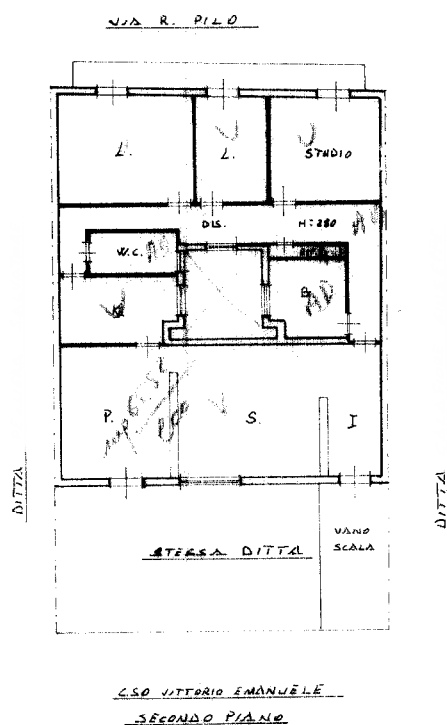 VIA R. PILO
L.
L.
STUDIO
DIS.
H=280
W.C.
K
B
P.
S.
I
DITTA
DITTA
STESSA DITTA
VANO
SCALA
C.SO VITTORIO EMANUELE
SECONDO PIANO